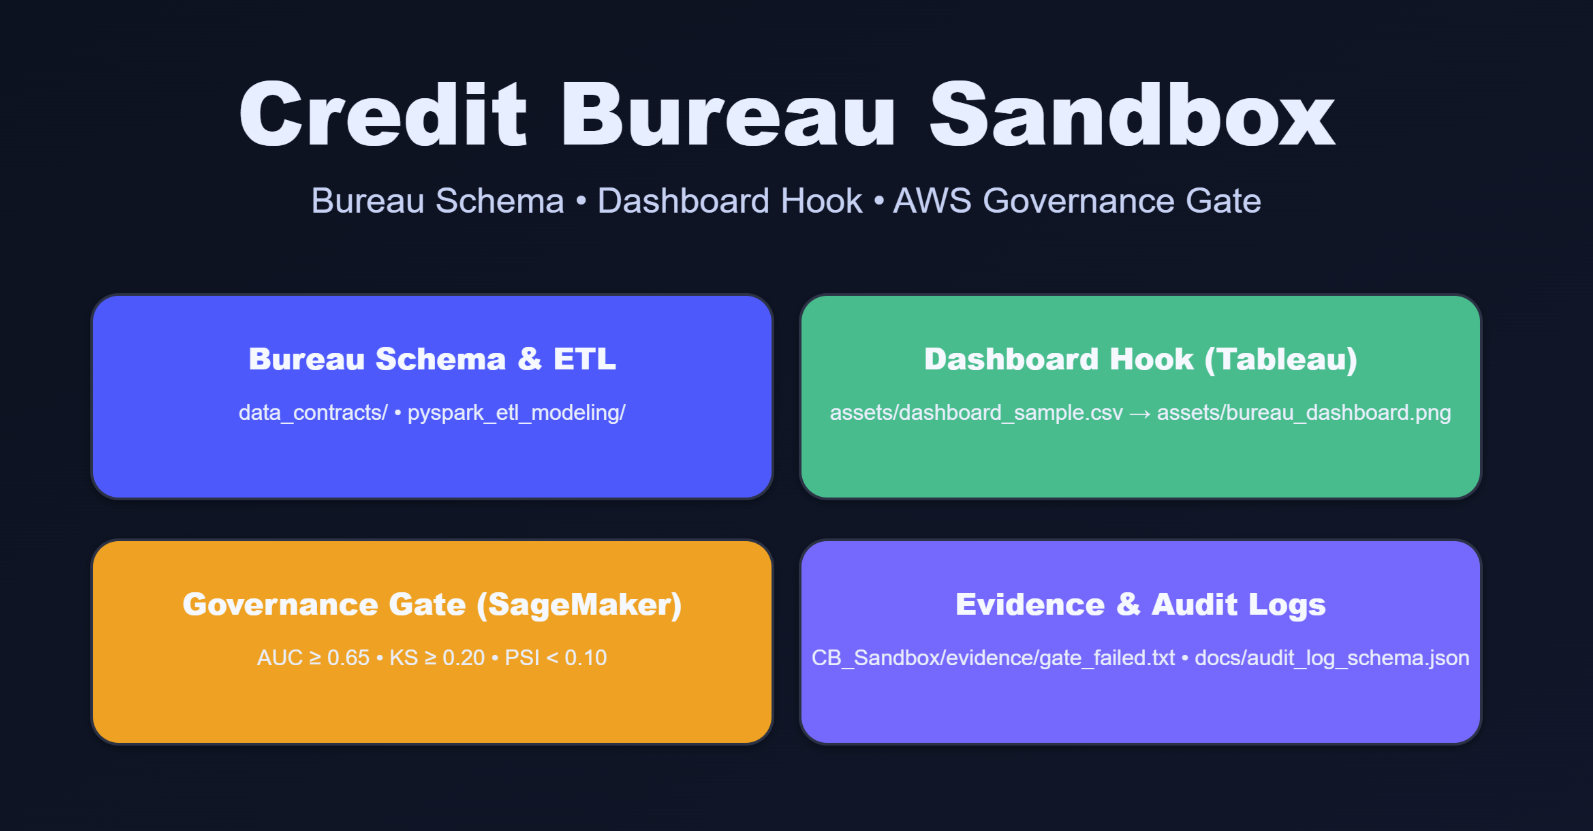 Credit Bureau Sandbox
Bureau Schema • Dashboard Hook • AWS Governance Gate
Bureau Schema & ETL
data_contracts/ • pyspark_etl_modeling/
Dashboard Hook (Tableau)
assets/dashboard_sample.csv → assets/bureau_dashboard.png
Governance Gate (SageMaker)
AUC ≥ 0.65 • KS ≥ 0.20 • PSI < 0.10
Evidence & Audit Logs
CB_Sandbox/evidence/gate_failed.txt • docs/audit_log_schema.json